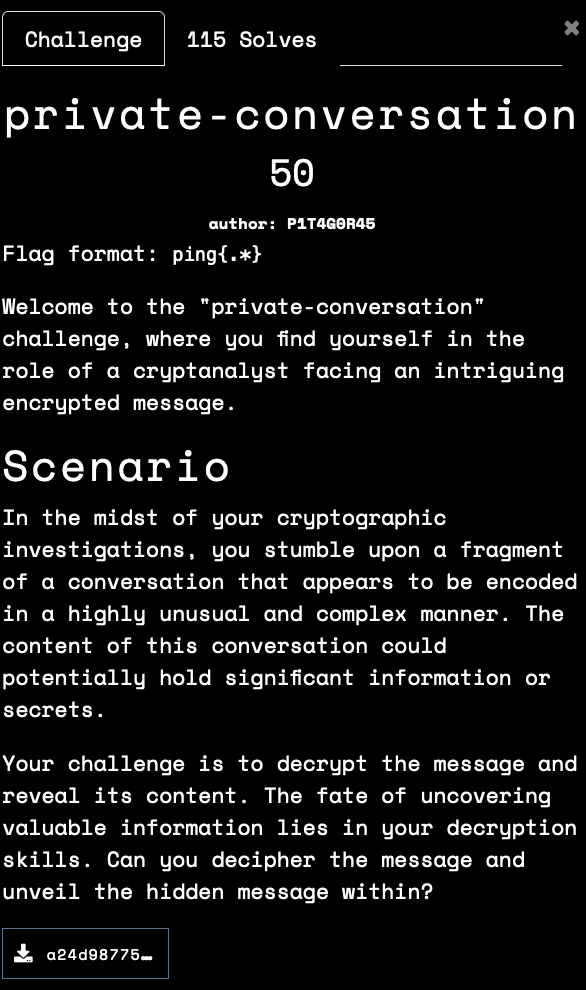 Challenge
115 Solves
private-conversation
50
author: P1T4G0R45
Flag format: ping{.*}
Welcome to the "private-conversation"
challenge, where you find yourself in the
role of a cryptanalyst facing an intriguing
encrypted message.
Scenario
In the midst of your cryptographic
investigations, you stumble upon a fragment
of a conversation that appears to be encoded
in a highly unusual and complex manner. The
content of this conversation could
potentially hold significant information or
secrets.
Your challenge is to decrypt the message and
reveal its content. The fate of uncovering
valuable information lies in your decryption
skills. Can you decipher the message and
unveil the hidden message within?
a24d98775…